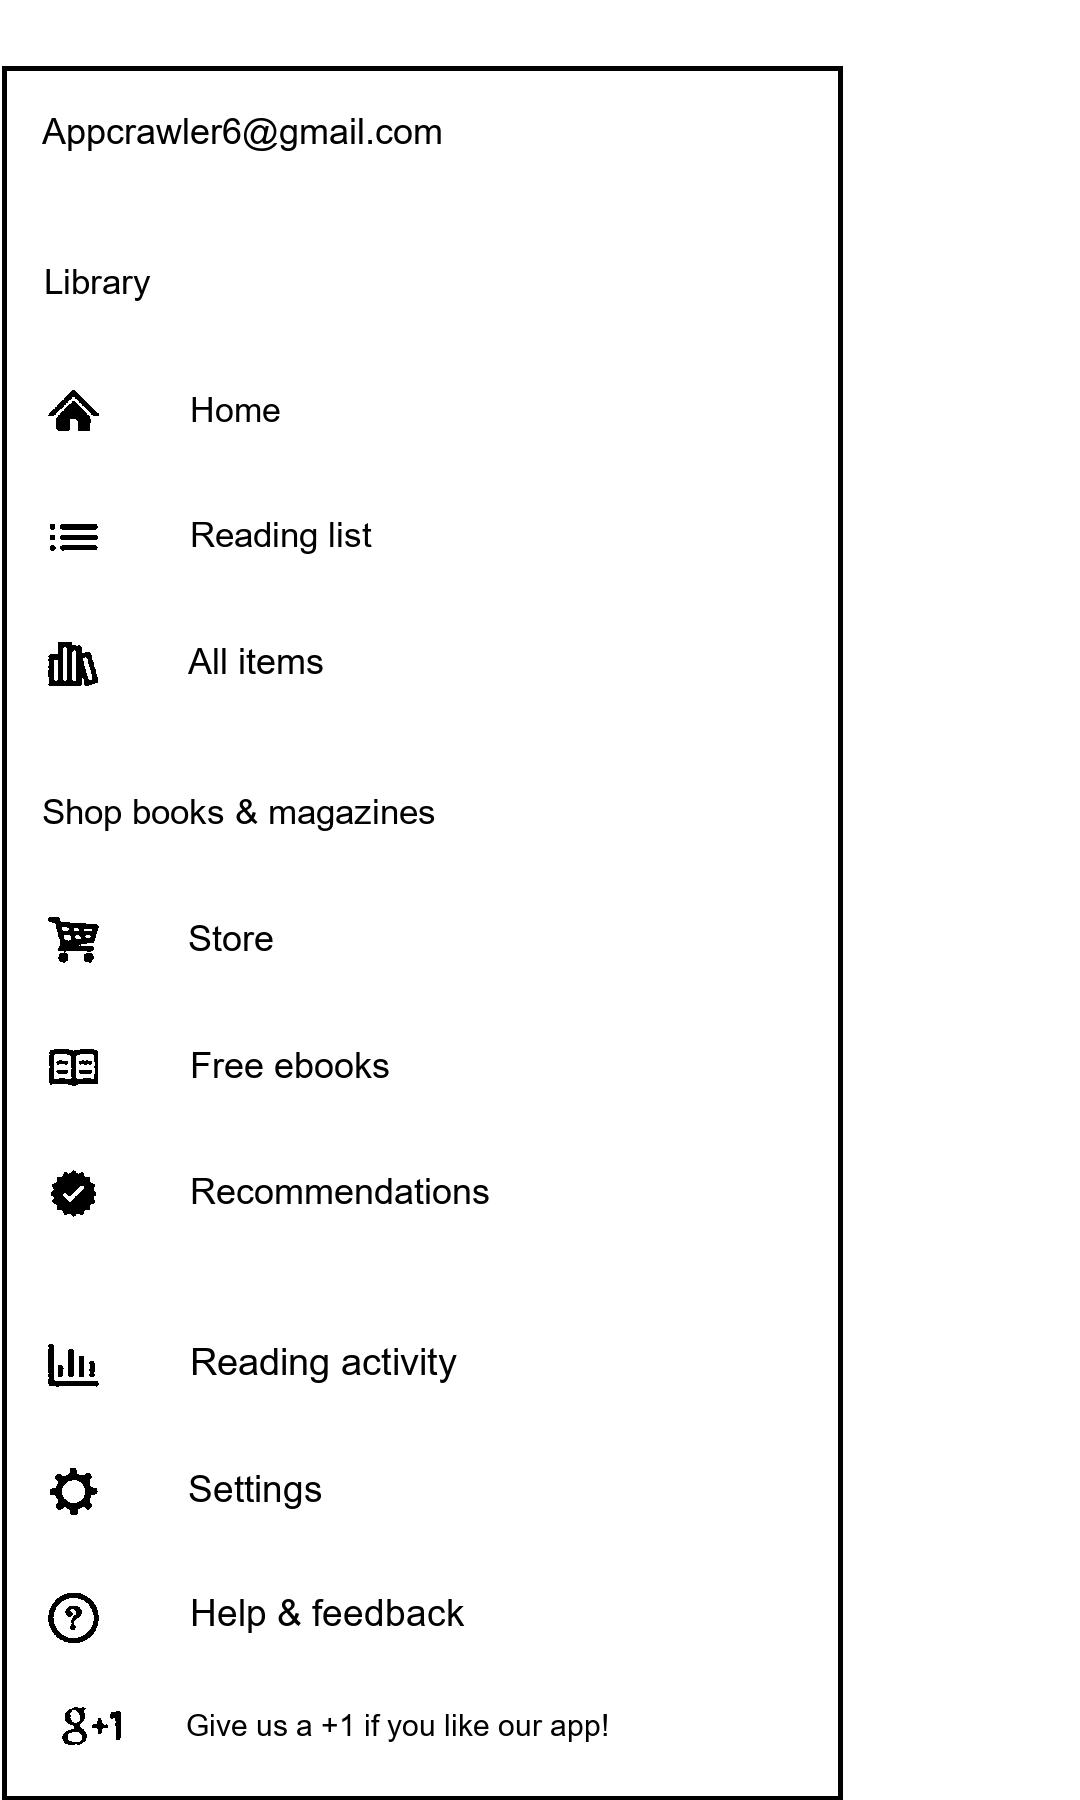 Appcrawler6@gmail.com
Library
Home
Reading list
All items
Shop books & magazines
Store
Free ebooks
Recommendations
Reading activity
Settings
? Help & feedback
g+1 Give us a +1 if you like our app!